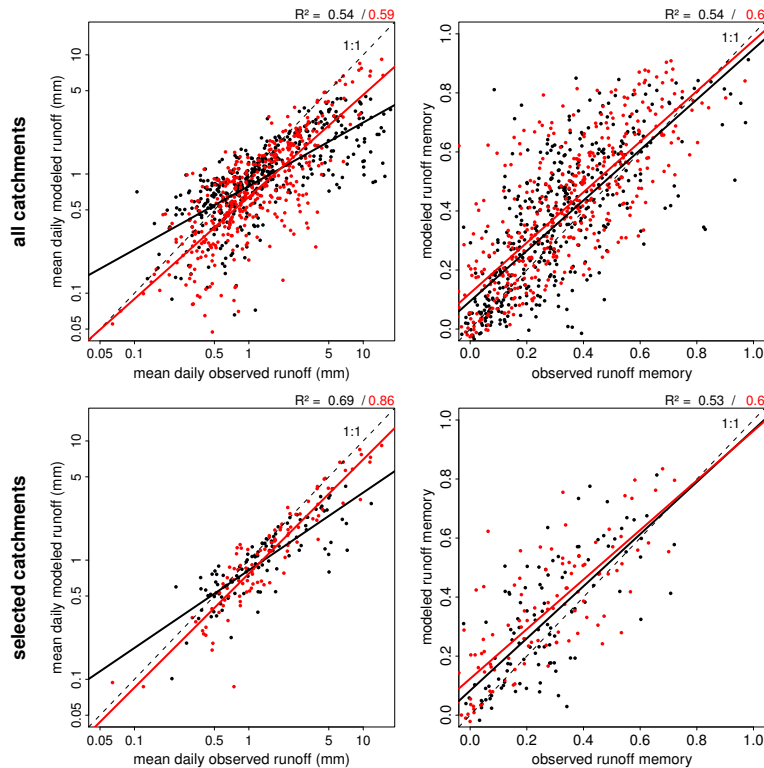 R² = 0.54 / 0.59
1:1
mean daily modeled runoff (mm)
0.05 0.1 0.5 1 5 10
0.05 0.1 0.5 1 5 10
mean daily observed runoff (mm)
all catchments
R² = 0.54 / 0.6
1:1
modeled runoff memory
0.0 0.2 0.4 0.6 0.8 1.0
0.0 0.2 0.4 0.6 0.8 1.0
observed runoff memory
R² = 0.69 / 0.86
1:1
mean daily modeled runoff (mm)
0.05 0.1 0.5 1 5 10
0.05 0.1 0.5 1 5 10
mean daily observed runoff (mm)
selected catchments
R² = 0.53 / 0.6
1:1
modeled runoff memory
0.0 0.2 0.4 0.6 0.8 1.0
0.0 0.2 0.4 0.6 0.8 1.0
observed runoff memory